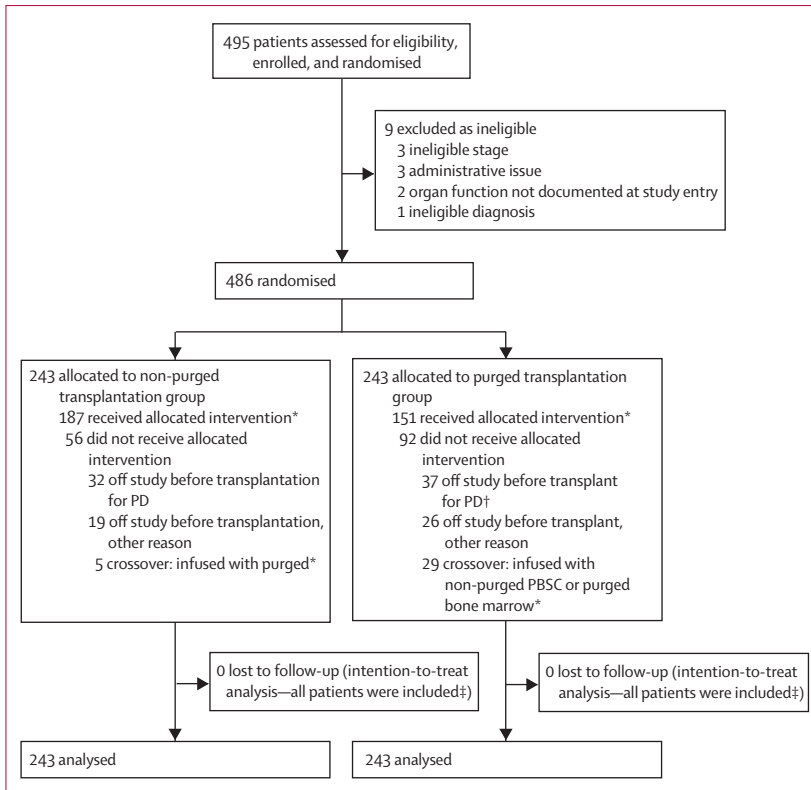 495 patients assessed for eligibility,
enrolled, and randomised
9 excluded as ineligible
3 ineligible stage
3 administrative issue
2 organ function not documented at study entry
1 ineligible diagnosis
486 randomised
243 allocated to non-purged
transplantation group
187 received allocated intervention*
56 did not receive allocated
intervention
32 off study before transplantation
for PD
19 off study before transplantation,
other reason
5 crossover: infused with purged*
243 allocated to purged transplantation
group
151 received allocated intervention*
92 did not receive allocated
intervention
37 off study before transplant
for PD†
26 off study before transplant,
other reason
29 crossover: infused with
non-purged PBSC or purged
bone marrow*
0 lost to follow-up (intention-to-treat
analysis—all patients were included‡)
0 lost to follow-up (intention-to-treat
analysis—all patients were included‡)
243 analysed
243 analysed